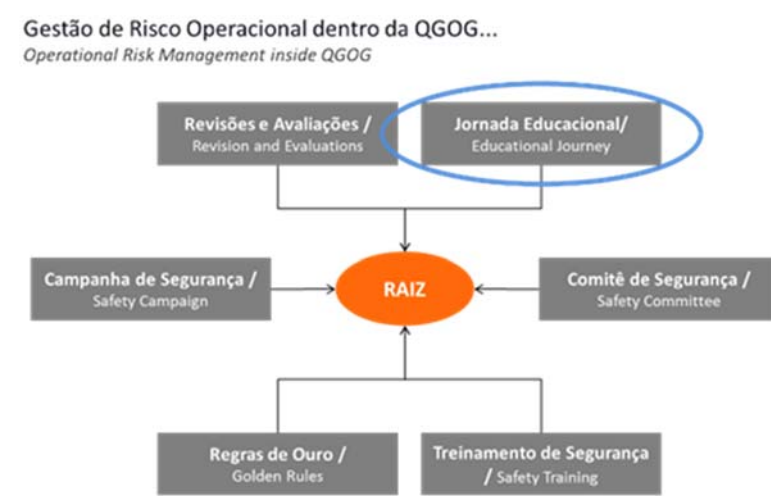 Gestão de Risco Operacional dentro da QGOG...
Operational Risk Management inside QGOG
Revisões e Avaliações /
Revision and Evaluations
Jornada Educacional/
Educational Journey
Campanha de Segurança /
Safety Campaign
RAIZ
Comitê de Segurança /
Safety Committee
Regras de Ouro /
Golden Rules
Treinamento de Segurança
/ Safety Training